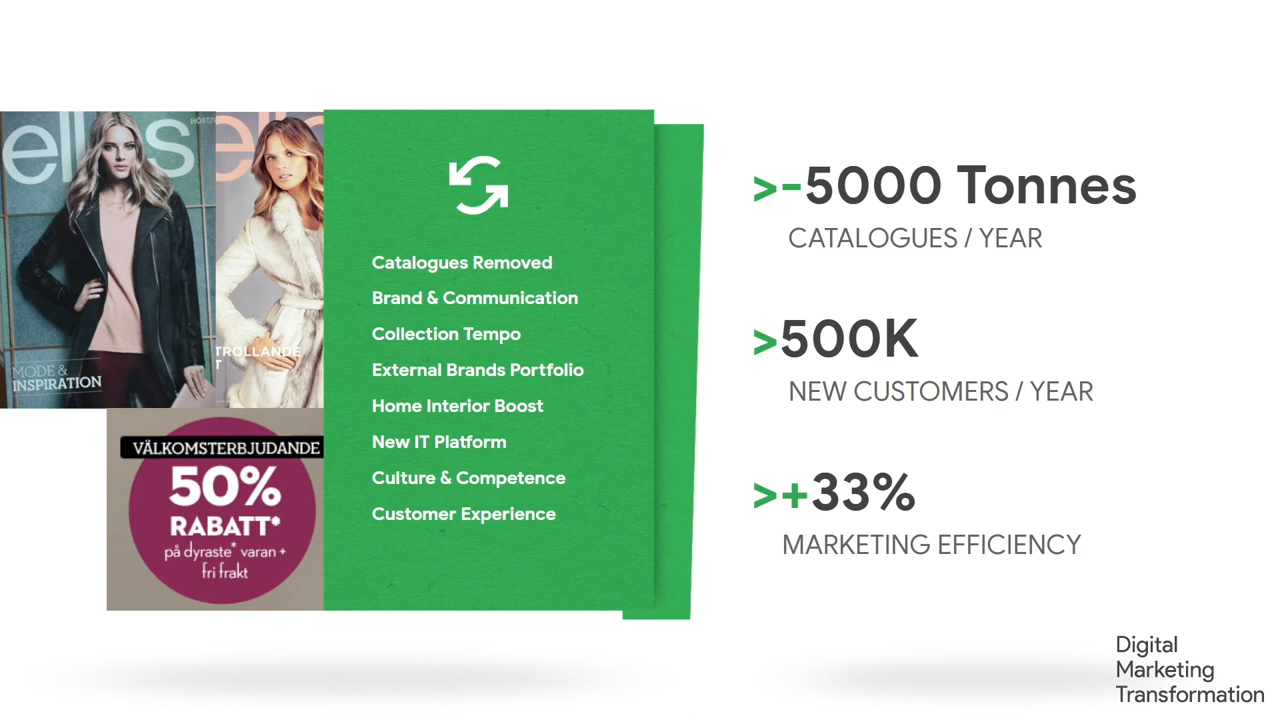 ellos
HÖST/V
MODE &
INSPIRATION
TROLLANDE
T
VÄLKOMSTERBJUDANDE
50%
RABATT*
på dyraste* varan +
fri frakt
Catalogues Removed
Brand & Communication
Collection Tempo
External Brands Portfolio
Home Interior Boost
New IT Platform
Culture & Competence
Customer Experience
>-5000 Tonnes
CATALOGUES / YEAR
>500K
NEW CUSTOMERS / YEAR
>+33%
MARKETING EFFICIENCY
Digital
Marketing
Transformation